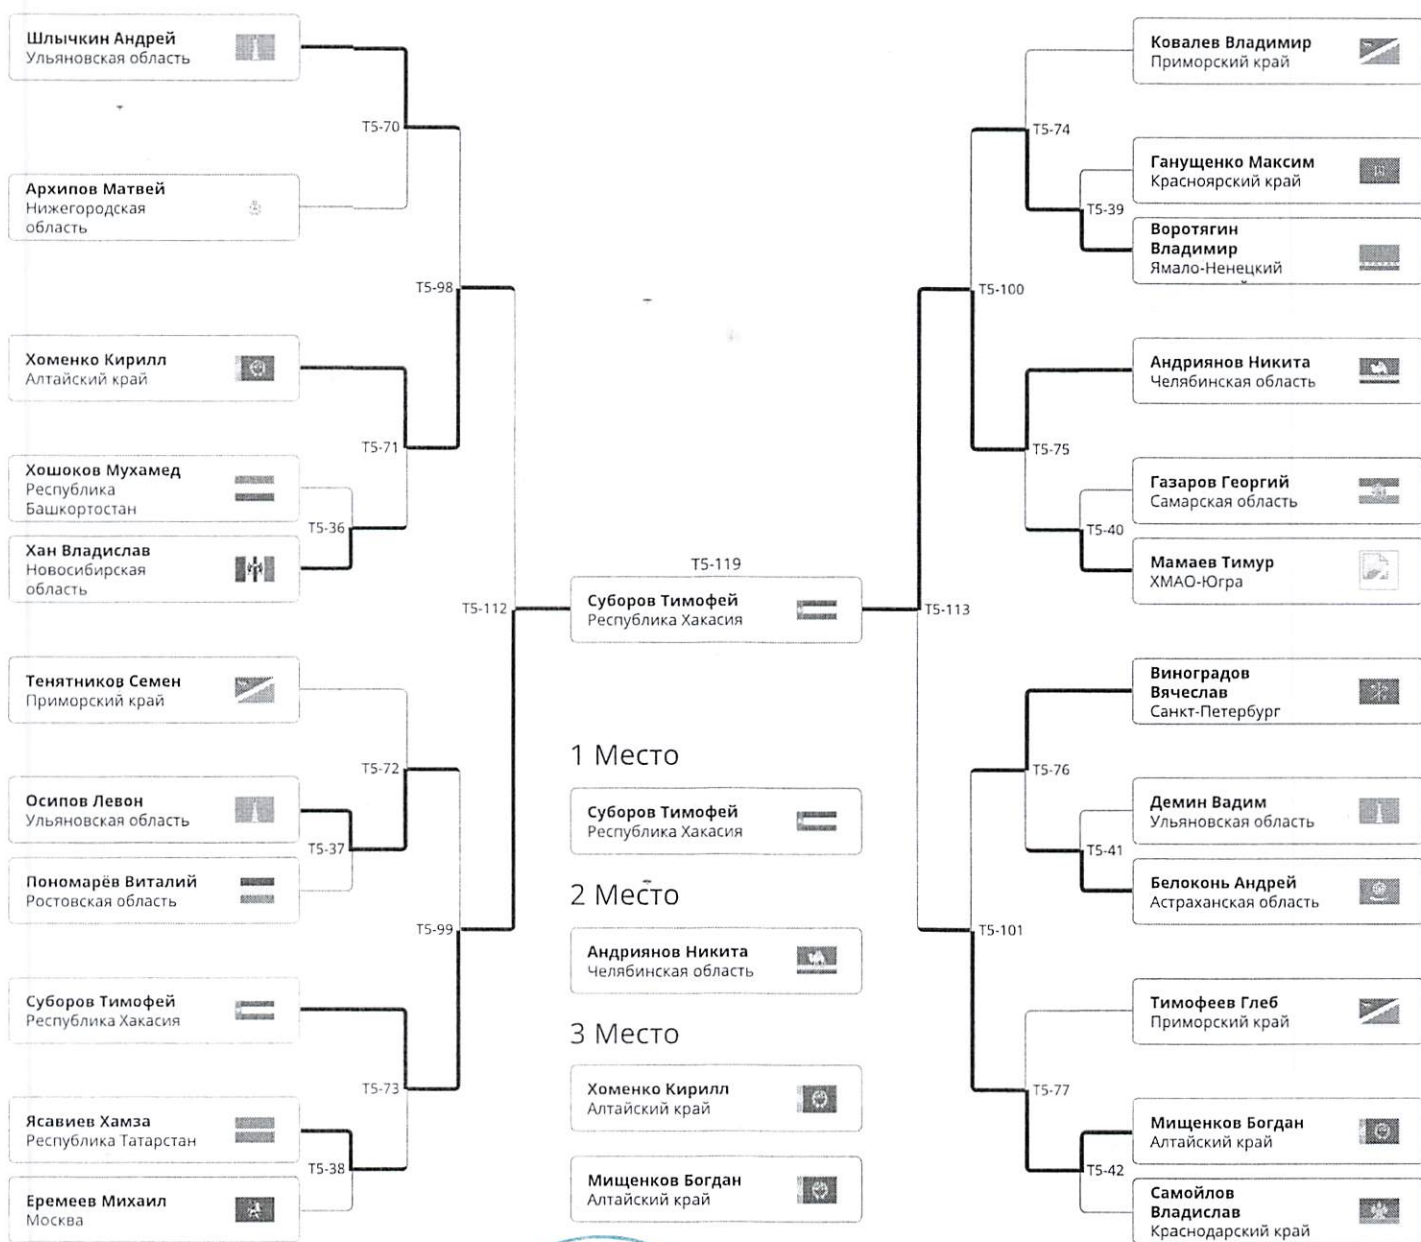 Шлычкин Андрей
Ульяновская область
T5-70
Архипов Матвей
Нижегородская
область
T5-98
Хоменко Кирилл
Алтайский край
T5-71
Хошоков Мухамед
Республика
Башкортостан
T5-36
Хан Владислав
Новосибирская
область
T5-112
Тенятников Семен
Приморский край
T5-72
Осипов Левон
Ульяновская область
T5-37
Пономарёв Виталий
Ростовская область
T5-99
Суборов Тимофей
Республика Хакасия
T5-73
Ясавиев Хамза
Республика Татарстан
T5-38
Еремеев Михаил
Москва
T5-119
Суборов Тимофей
Республика Хакасия
1 Место
Суборов Тимофей
Республика Хакасия
2 Место
Андриянов Никита
Челябинская область
3 Место
Хоменко Кирилл
Алтайский край
Мищенков Богдан
Алтайский край
Ковалев Владимир
Приморский край
T5-74
Ганущенко Максим
Красноярский край
T5-39
Воротягин
Владимир
Ямало-Ненецкий
T5-100
Андриянов Никита
Челябинская область
T5-75
Газаров Георгий
Самарская область
T5-40
Мамаев Тимур
ХМАО-Югра
T5-113
Виноградов
Вячеслав
Санкт-Петербург
T5-76
Демин Вадим
Ульяновская область
T5-41
Белоконь Андрей
Астраханская область
T5-101
Тимофеев Глеб
Приморский край
T5-77
Мищенков Богдан
Алтайский край
T5-42
Самойлов
Владислав
Краснодарский край